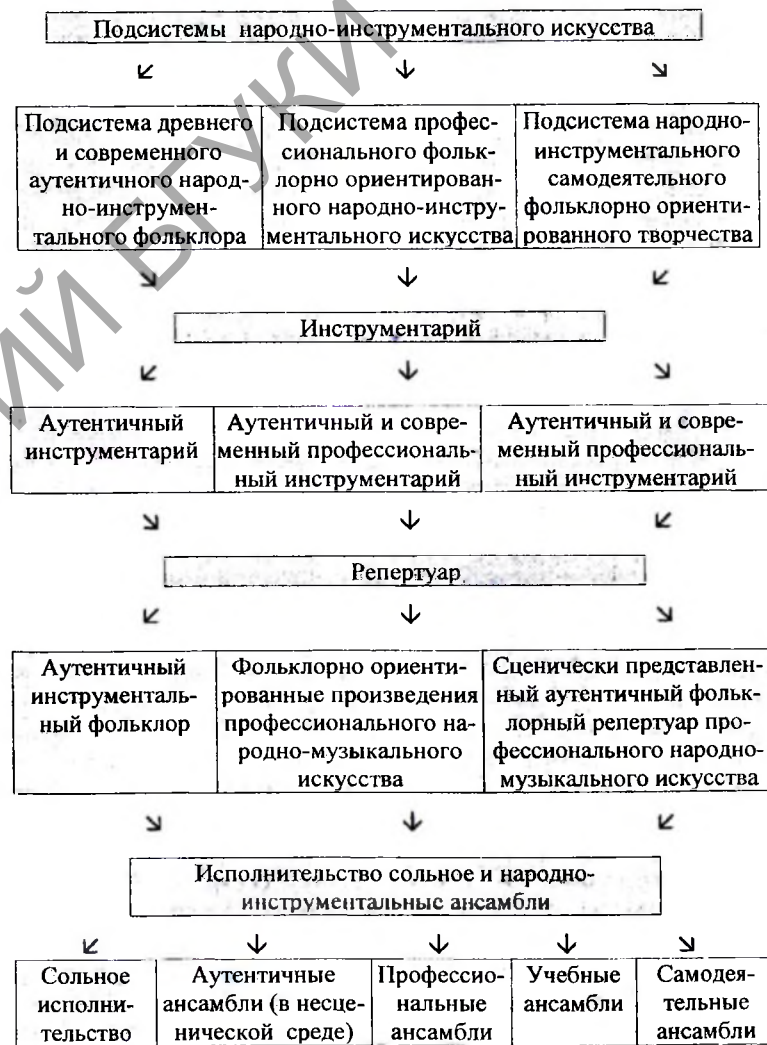 Подсистемы народно-инструментального искусства
Подсистема древнего
и современного
аутентичного народ-
но-инструмен-
тального фольклора
Подсистема профес-
сионального фольк-
лорно ориентирован-
ного народно-инстру-
ментального искусства
Подсистема народно-
инструментального
самодеятельного
фольклорно ориенти-
рованного творчества
Инструментарий
Аутентичный
инструментарий
Аутентичный и совре-
менный профессиональ-
ный инструментарий
Аутентичный и совре-
менный профессиональ-
ный инструментарий
Репертуар
Аутентичный
инструменталь-
ный фольклор
Фольклорно ориенти-
рованные произведения
профессионального на-
родно-музыкального
искусства
Сценически представлен-
ный аутентичный фольк-
лорный репертуар про-
фессионального народно-
музыкального искусства
Исполнительство сольное и народно-
инструментальные ансамбли
Сольное
исполни-
тельство
Аутентичные
ансамбли (в несце-
нической среде)
Профессио-
нальные
ансамбли
Учебные
ансамбли
Самодея-
тельные
ансамбли
ИЙ БГУКИ